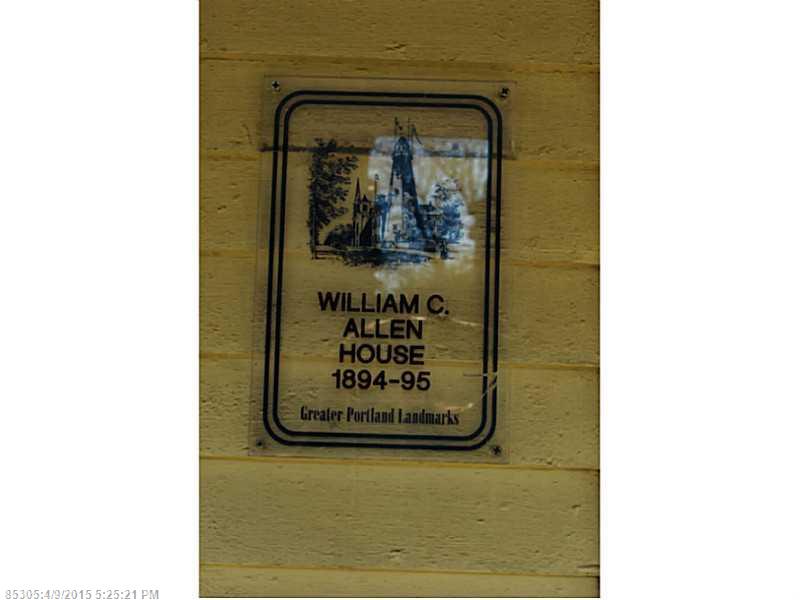 WILLIAM C.
ALLEN
HOUSE
1894-95
Greater Portland Landmarks
85305:4/9/2015 5:25:21 PM